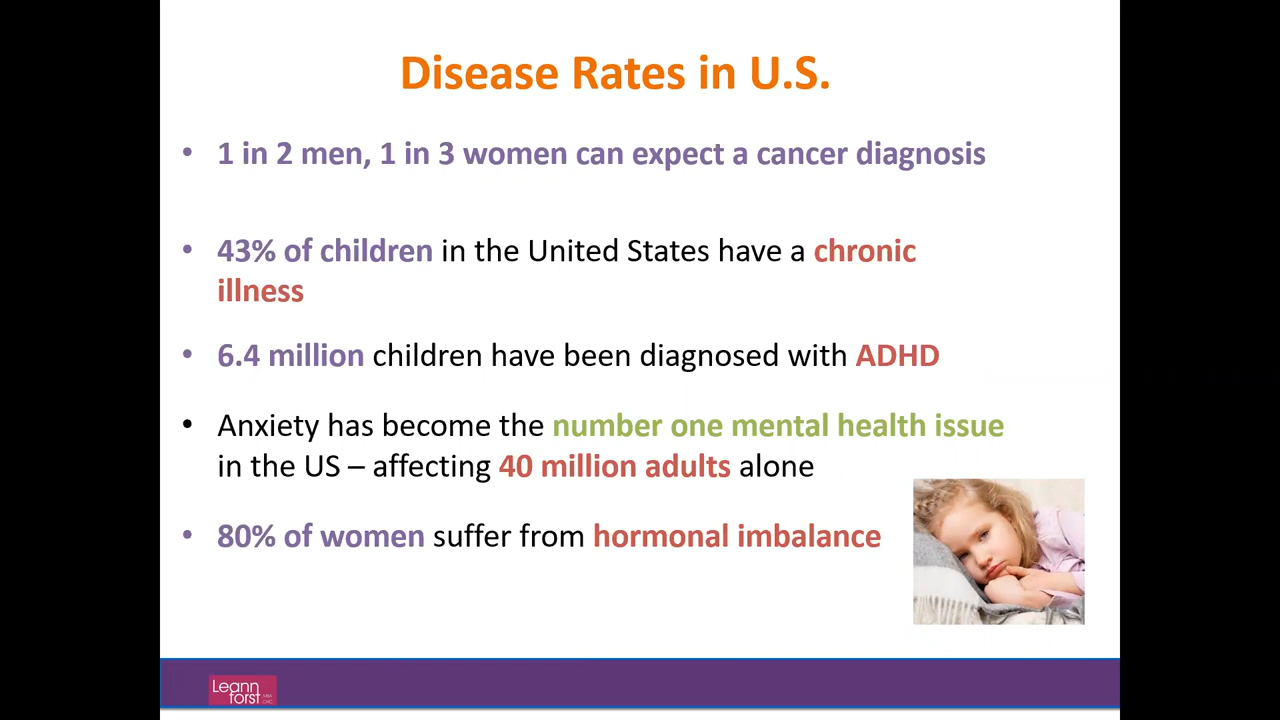 Disease Rates in U.S.
• 1 in 2 men, 1 in 3 women can expect a cancer diagnosis
• 43% of children in the United States have a chronic
illness
• 6.4 million children have been diagnosed with ADHD
• Anxiety has become the number one mental health issue
in the US – affecting 40 million adults alone
• 80% of women suffer from hormonal imbalance
Leann
forst